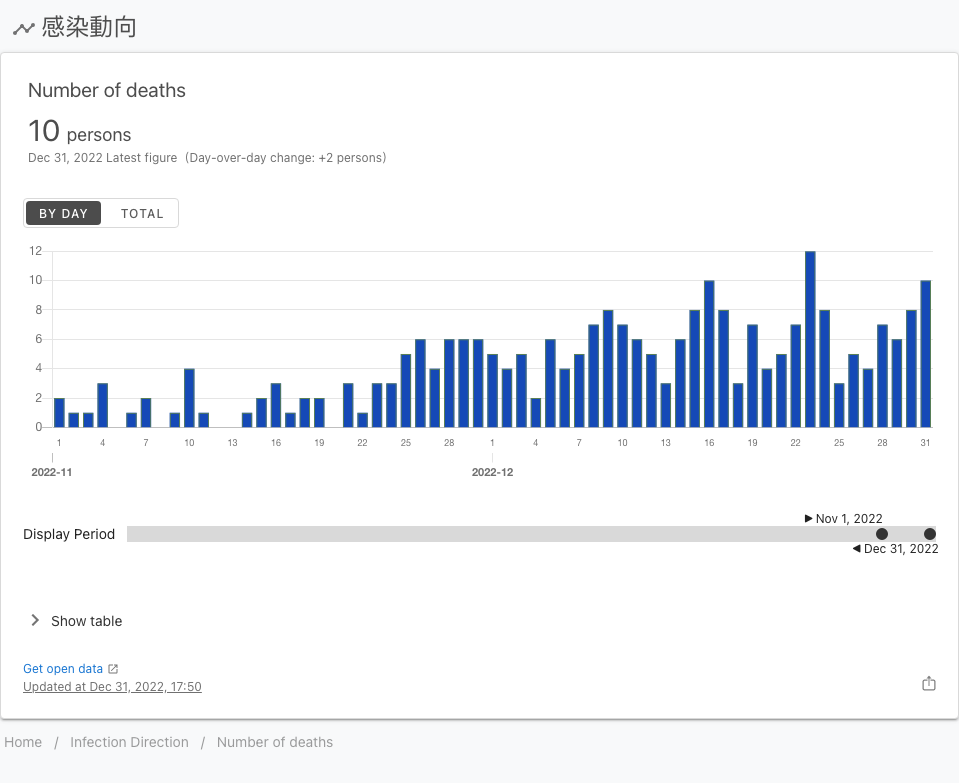 感染動向
Number of deaths
10 persons
Dec 31, 2022 Latest figure (Day-over-day change: +2 persons)
BY DAY TOTAL
12
10
8
6
4
2
0
1 4 7 10 13 16 19 22 25 28 1 4 7 10 13 16 19 22 25 28 31
2022-11 2022-12
Nov 1, 2022
Display Period
Dec 31, 2022
Show table
Get open data
Updated at Dec 31, 2022, 17:50
Home / Infection Direction / Number of deaths